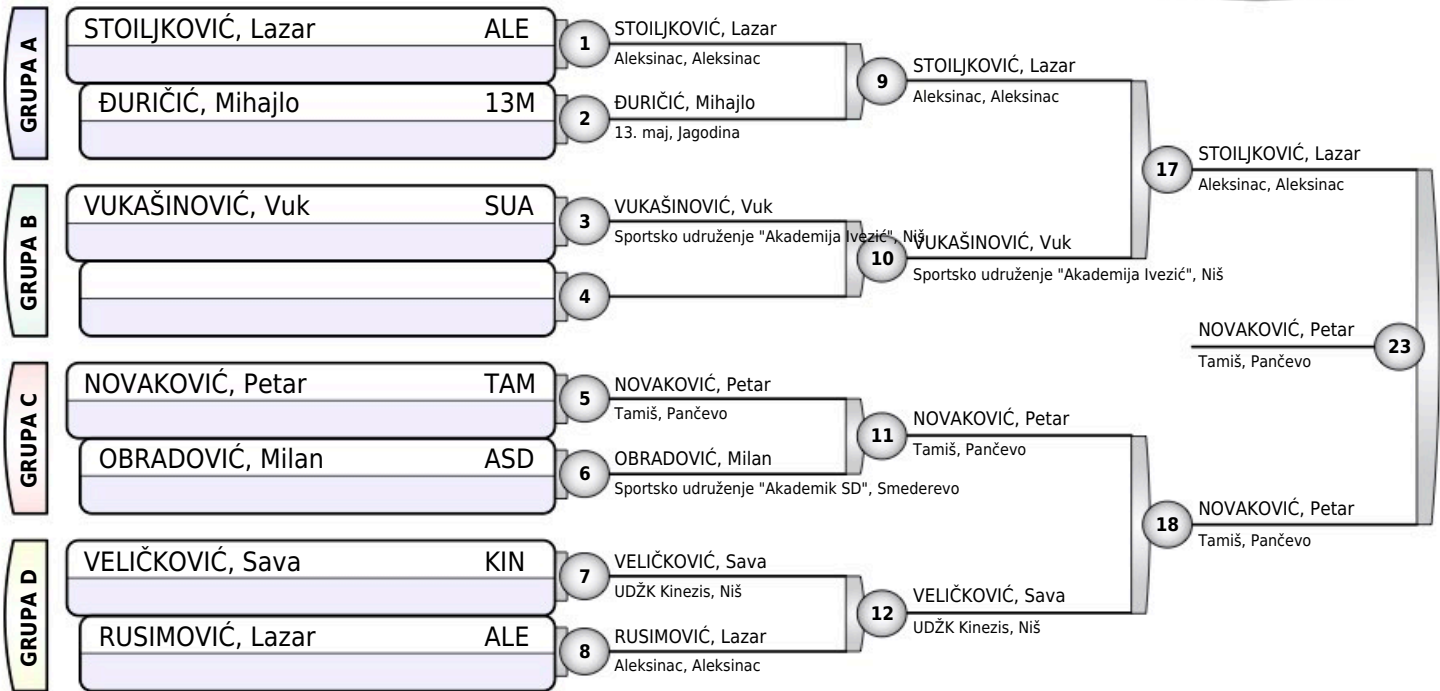 GRUPA A
STOILJKOVIĆ, Lazar ALE
ĐURIČIĆ, Mihajlo 13M
1
STOILJKOVIĆ, Lazar
Aleksinac, Aleksinac
2
ĐURIČIĆ, Mihajlo
13. maj, Jagodina
9
STOILJKOVIĆ, Lazar
Aleksinac, Aleksinac
GRUPA B
VUKAŠINOVIĆ, Vuk SUA
3
VUKAŠINOVIĆ, Vuk
Sportsko udruženje "Akademija Ivezić", Niš
4
10
VUKAŠINOVIĆ, Vuk
Sportsko udruženje "Akademija Ivezić", Niš
17
STOILJKOVIĆ, Lazar
Aleksinac, Aleksinac
GRUPA C
NOVAKOVIĆ, Petar TAM
OBRADOVIĆ, Milan ASD
5
NOVAKOVIĆ, Petar
Tamiš, Pančevo
6
OBRADOVIĆ, Milan
Sportsko udruženje "Akademik SD", Smederevo
11
NOVAKOVIĆ, Petar
Tamiš, Pančevo
GRUPA D
VELIČKOVIĆ, Sava KIN
RUSIMOVIĆ, Lazar ALE
7
VELIČKOVIĆ, Sava
UDŽK Kinezis, Niš
8
RUSIMOVIĆ, Lazar
Aleksinac, Aleksinac
12
VELIČKOVIĆ, Sava
UDŽK Kinezis, Niš
18
NOVAKOVIĆ, Petar
Tamiš, Pančevo
NOVAKOVIĆ, Petar
Tamiš, Pančevo
23